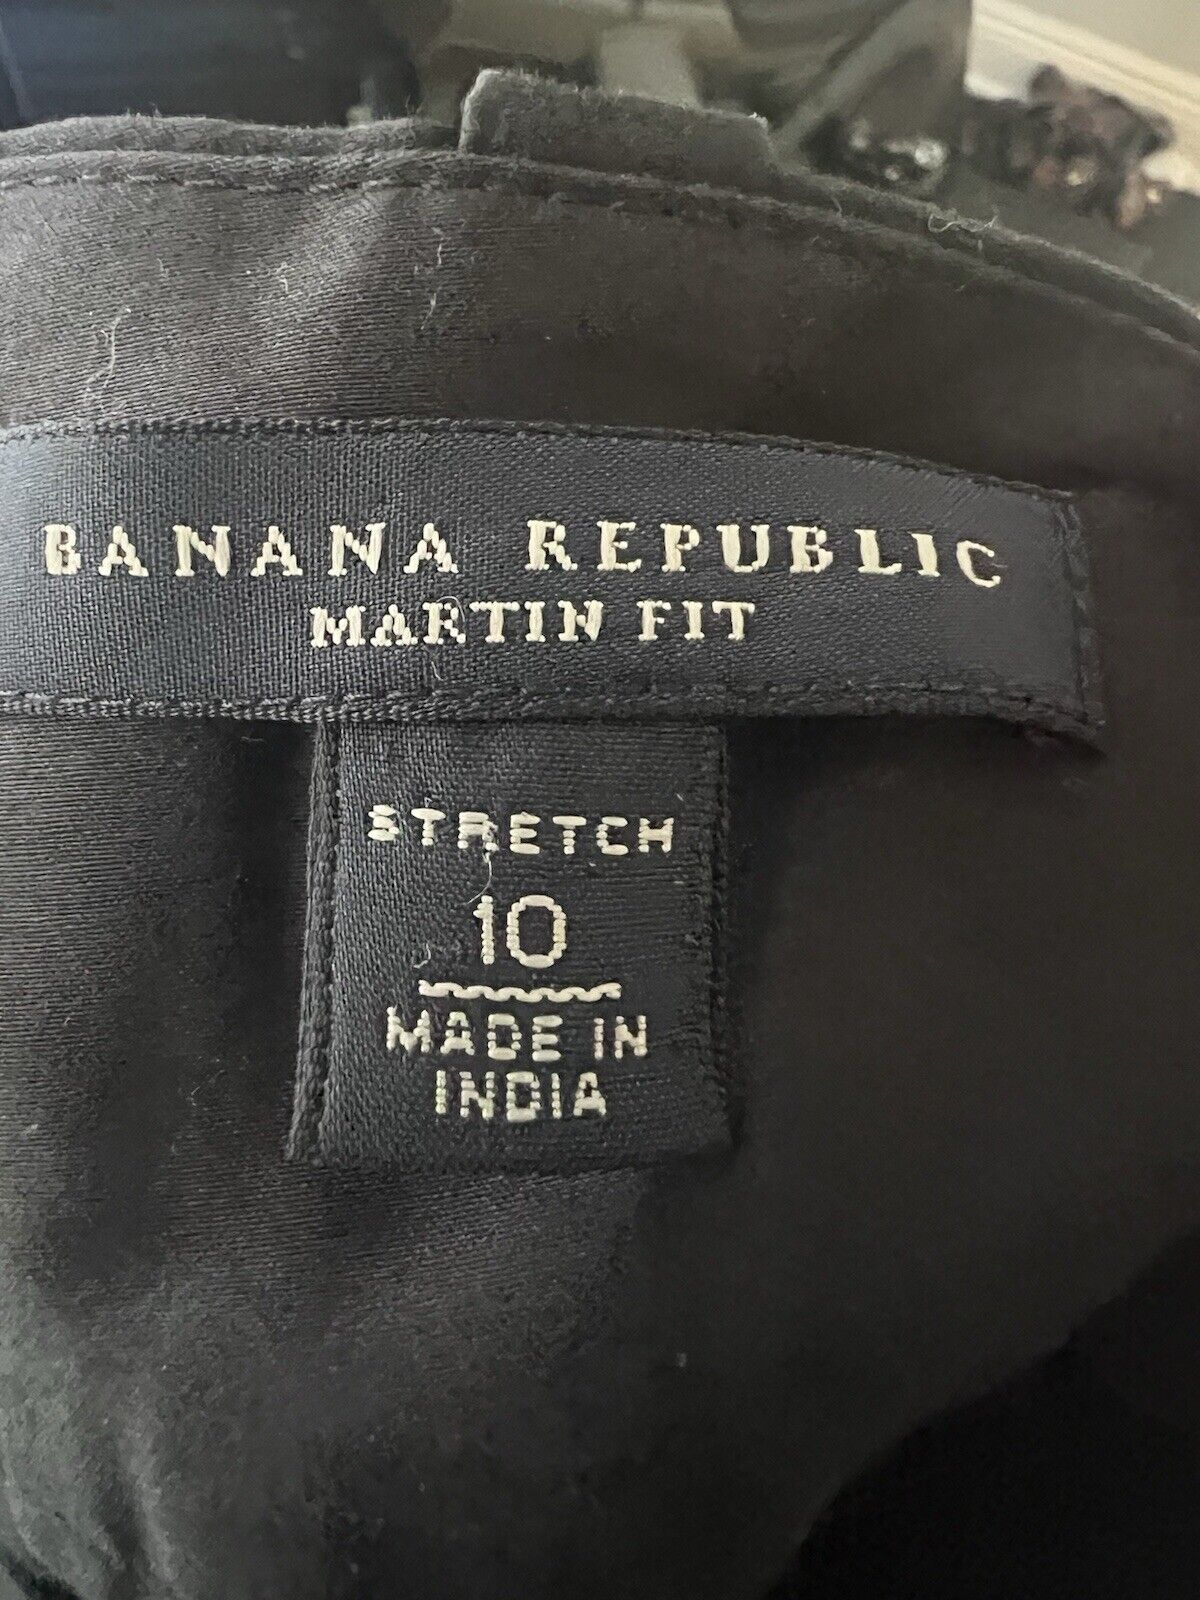 BANANA REPUBLIC
MARTIN FIT
STRETCH
10
MADE IN
INDIA